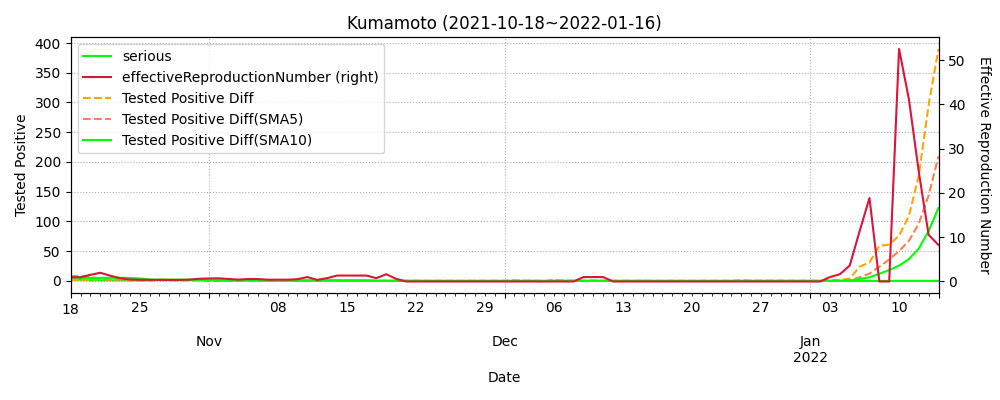 Kumamoto (2021-10-18~2022-01-16)
serious
effectiveReproductionNumber (right)
Tested Positive Diff
Tested Positive Diff(SMA5)
Tested Positive Diff(SMA10)
Tested Positive
400
350
300
250
200
150
100
50
0
Effective Reproduction Number
50
40
30
20
10
0
18 25 08 15 22 29 06 13 20 27 03 10
Nov Dec Jan
2022
Date